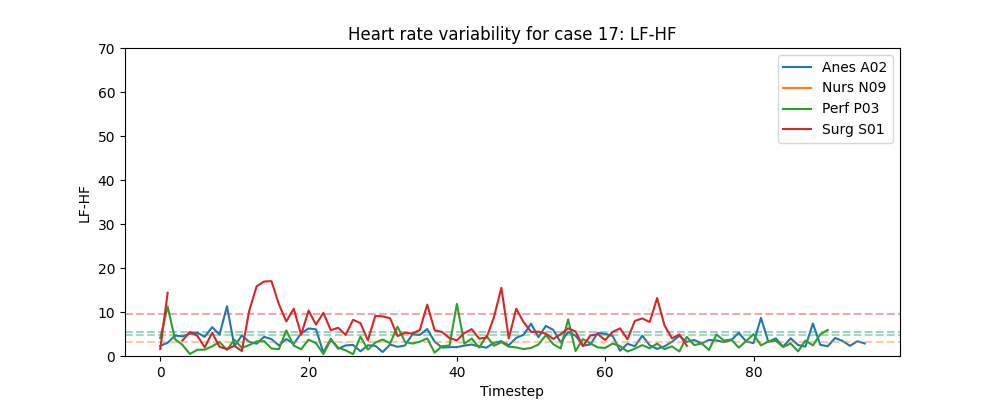 Heart rate variability for case 17: LF-HF
70
60
50
40
30
20
10
0
LF-HF
Anes A02
Nurs N09
Perf P03
Surg S01
0 20 40 60 80
Timestep